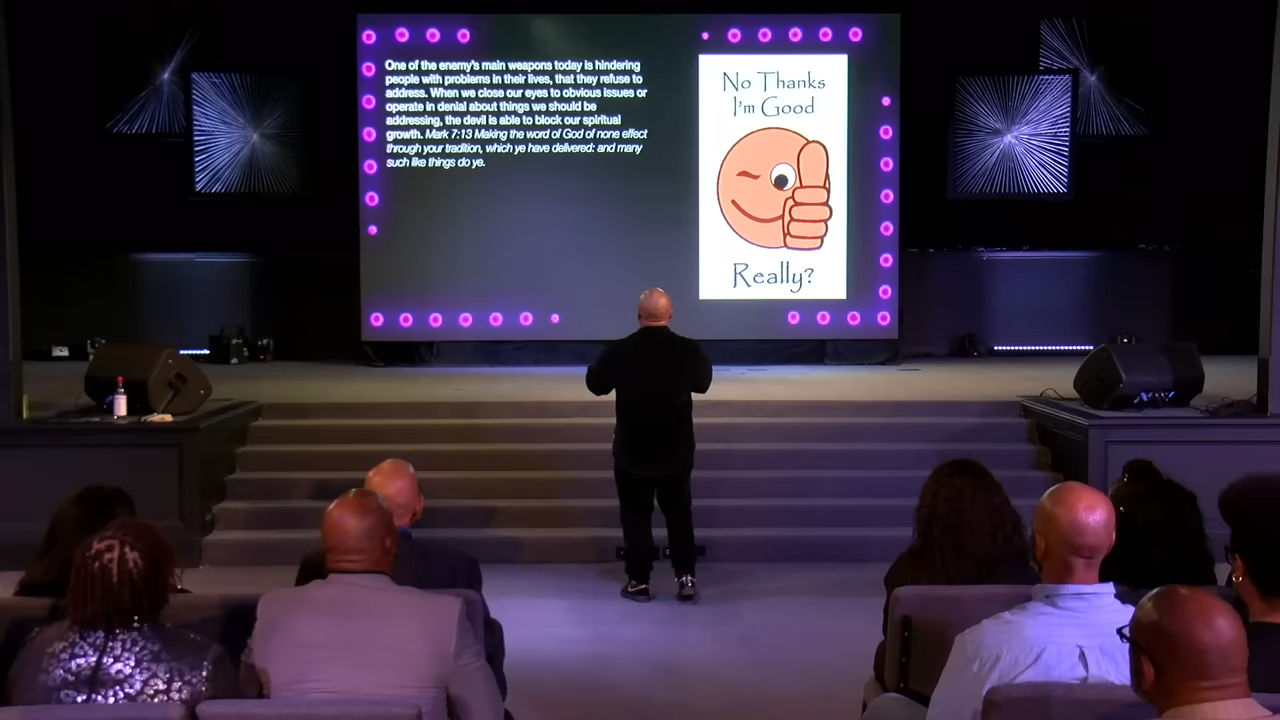 One of the enemy's main weapons today is hindering
people with problems in their lives, that they refuse to
address. When we close our eyes to obvious issues or
operate in denial about things we should be
addressing, the devil is able to block our spiritual
growth. Mark 7:13 Making the word of God of none effect
through your tradition, which ye have delivered: and many
such like things do ye.
No Thanks
I'm Good
Really?